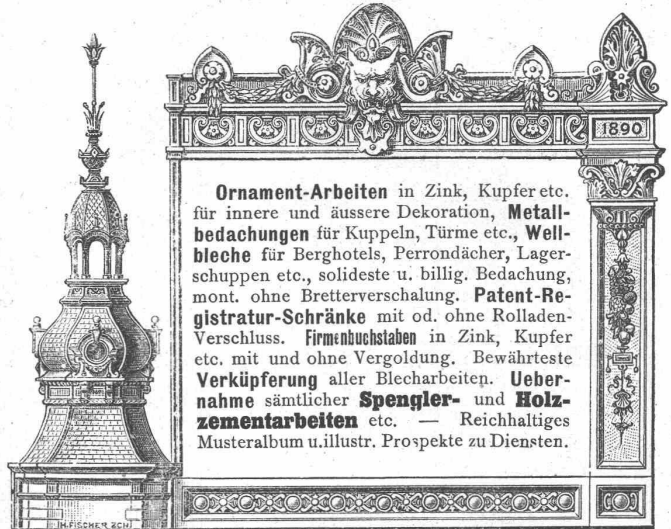 1890
Ornament-Arbeiten in Zink, Kupfer etc.
für innere und äussere Dekoration, Metall-
bedachungen für Kuppeln, Türme etc., Well-
bleche für Berghotels, Perrondächer, Lager-
schuppen etc., solideste u. billig. Bedachung,
mont. ohne Bretterverschalung. Patent-Re-
gistratur-Schränke mit od. ohne Rolladen-
Verschluss. Firmenbuchstaben in Zink, Kupfer
etc. mit und ohne Vergoldung. Bewährteste
Verküpferung aller Blecharbeiten. Ueber-
nahme sämtlicher Spengler- und Holz-
zementarbeiten etc. — Reichhaltiges
Musteralbum u. illustr. Prospekte zu Diensten.
H. FISCHER ZCH.